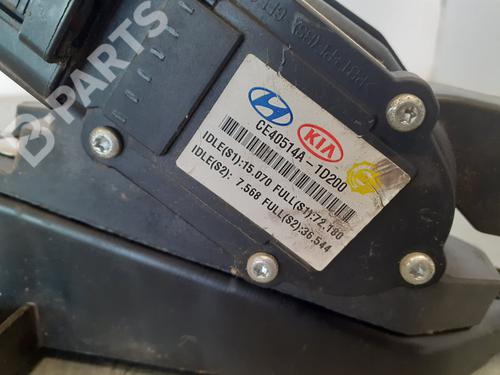 B-PARTS
KIA
CE40514A-1D200
IDLE(S1):15.070 FULL(S1):72.180
IDLE(S2): 7.568 FULL(S2):36.544